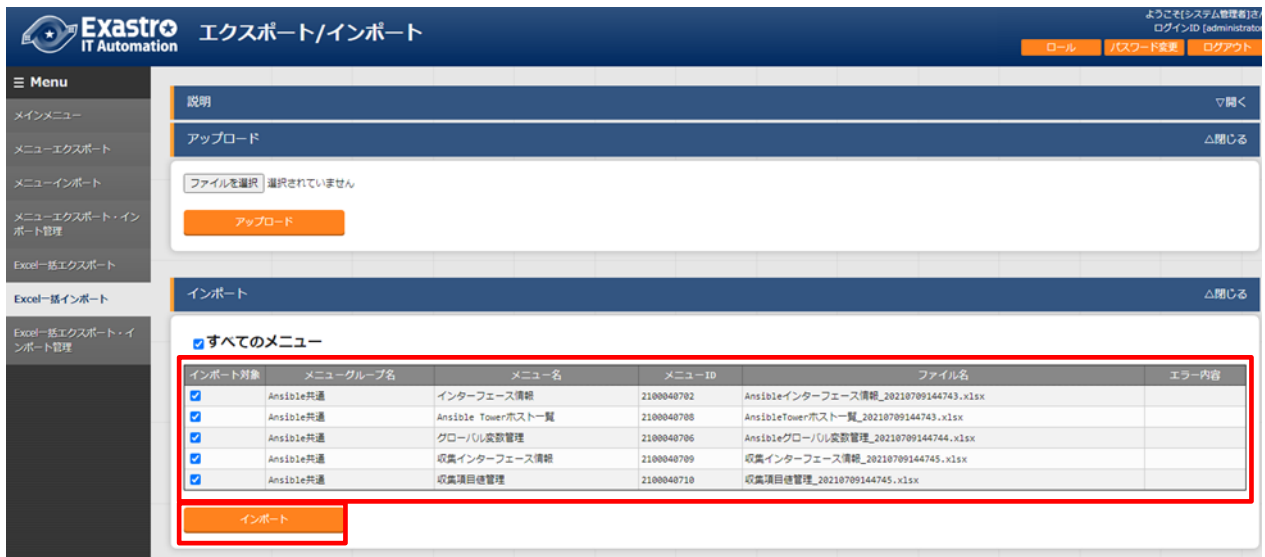 Exastro
IT Automation
エクスポート/インポート
ようこそ[システム管理者]さん
ログインID [administrator
ロール パスワード変更 ログアウト
☰ Menu
メインメニュー
メニューエクスポート
メニューインポート
メニューエクスポート・イン
ポート管理
Excel一括エクスポート
Excel一括インポート
Excel一括エクスポート・イ
ンポート管理
説明 ▽開く
アップロード △閉じる
ファイルを選択 選択されていません
アップロード
インポート △閉じる
すべてのメニュー
インポート対象 メニューグループ名 メニュー名 メニューID ファイル名 エラー内容
Ansible共通 インターフェース情報 2100040702 Ansibleインターフェース情報_20210709144743.xlsx
Ansible共通 Ansible Towerホスト一覧 2100040708 AnsibleTowerホスト一覧_20210709144743.xlsx
Ansible共通 グローバル変数管理 2100040706 Ansibleグローバル変数管理_20210709144744.xlsx
Ansible共通 収集インターフェース情報 2100040709 収集インターフェース情報_20210709144745.xlsx
Ansible共通 収集項目値管理 2100040710 収集項目値管理_20210709144745.xlsx
インポート